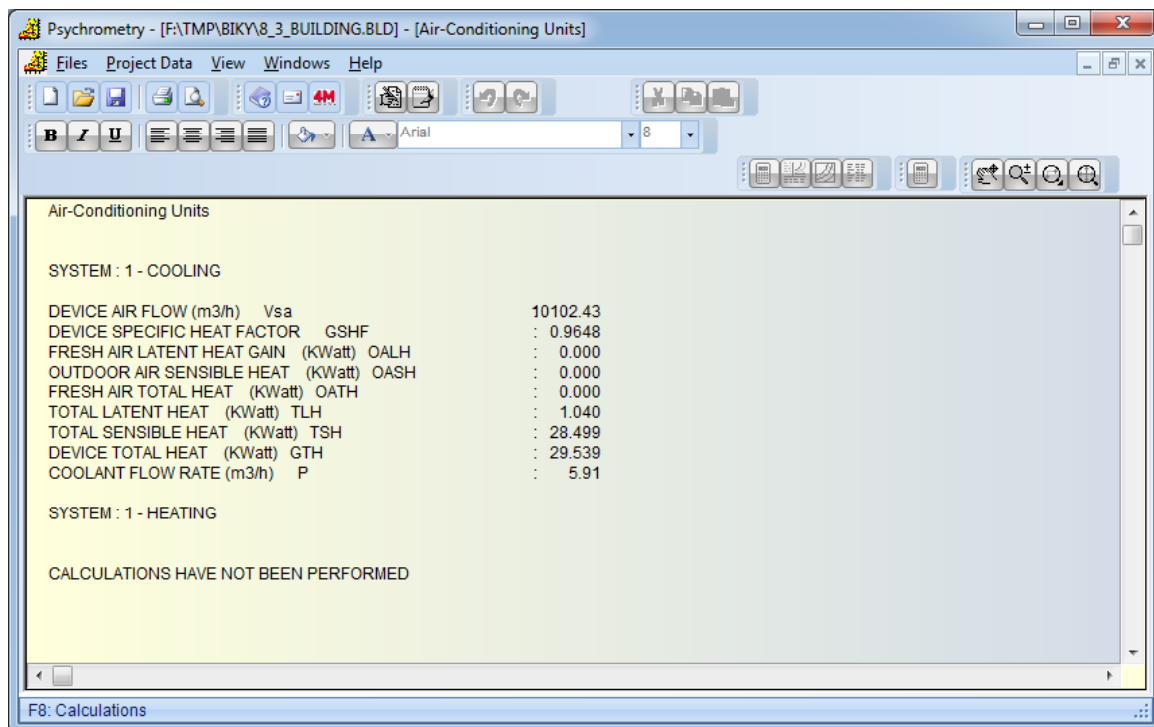 Psychrometry - [F:\TMP\BIKY\8_3_BUILDING.BLD] - [Air-Conditioning Units]
Files Project Data View Windows Help
4M
B I U A Arial 8
Air-Conditioning Units
SYSTEM : 1 - COOLING
DEVICE AIR FLOW (m3/h) Vsa 10102.43
DEVICE SPECIFIC HEAT FACTOR GSHF : 0.9648
FRESH AIR LATENT HEAT GAIN (KWatt) OALH : 0.000
OUTDOOR AIR SENSIBLE HEAT (KWatt) OASH : 0.000
FRESH AIR TOTAL HEAT (KWatt) OATH : 0.000
TOTAL LATENT HEAT (KWatt) TLH : 1.040
TOTAL SENSIBLE HEAT (KWatt) TSH : 28.499
DEVICE TOTAL HEAT (KWatt) GTH : 29.539
COOLANT FLOW RATE (m3/h) P : 5.91
SYSTEM : 1 - HEATING
CALCULATIONS HAVE NOT BEEN PERFORMED
F8: Calculations